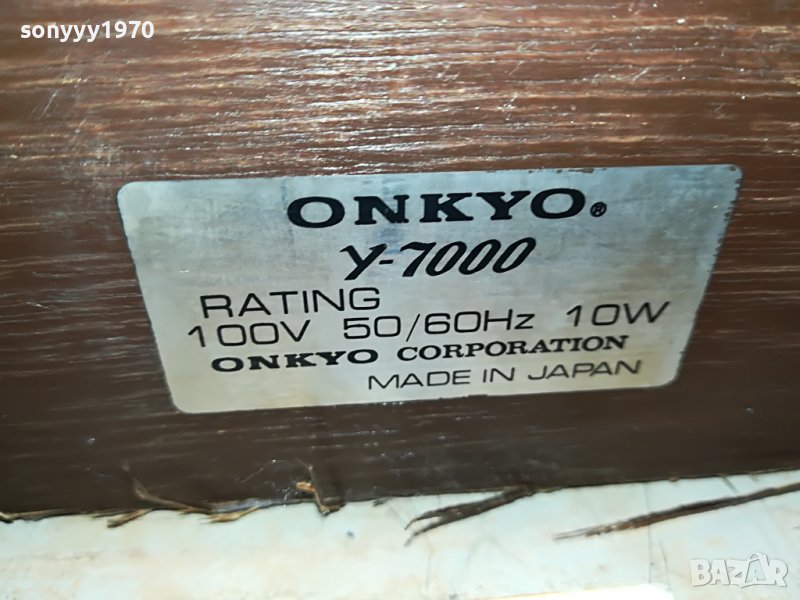 sonyyy1970
ONKYO®
Y-7000
RATING
100V 50/60Hz 10W
ONKYO CORPORATION
MADE IN JAPAN
BAZAR